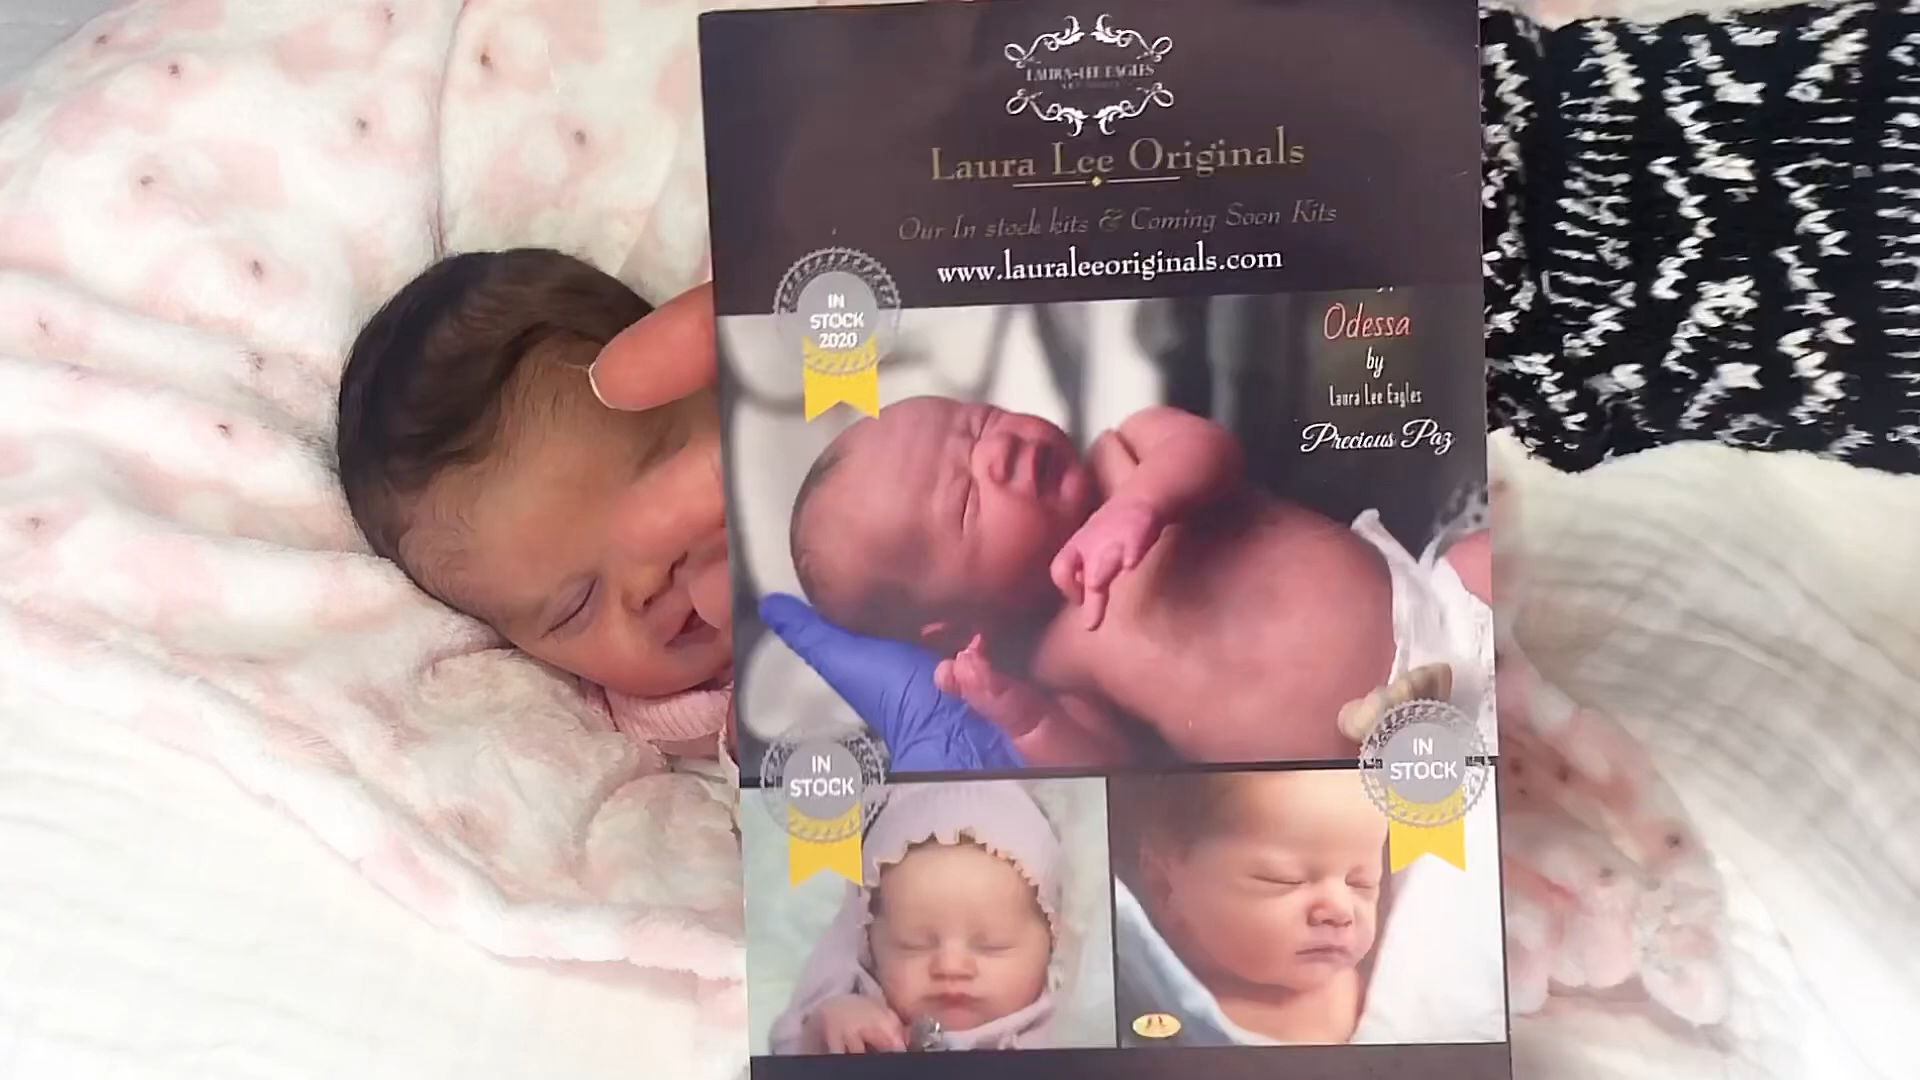 LAURA-LEE EAGLES
Laura Lee Originals
Our In stock kits & Coming Soon Kits
www.lauraleeoriginals.com
IN
STOCK
2020
Odessa
by
Laura Lee Eagles
Precious Paz
IN
STOCK
IN
STOCK